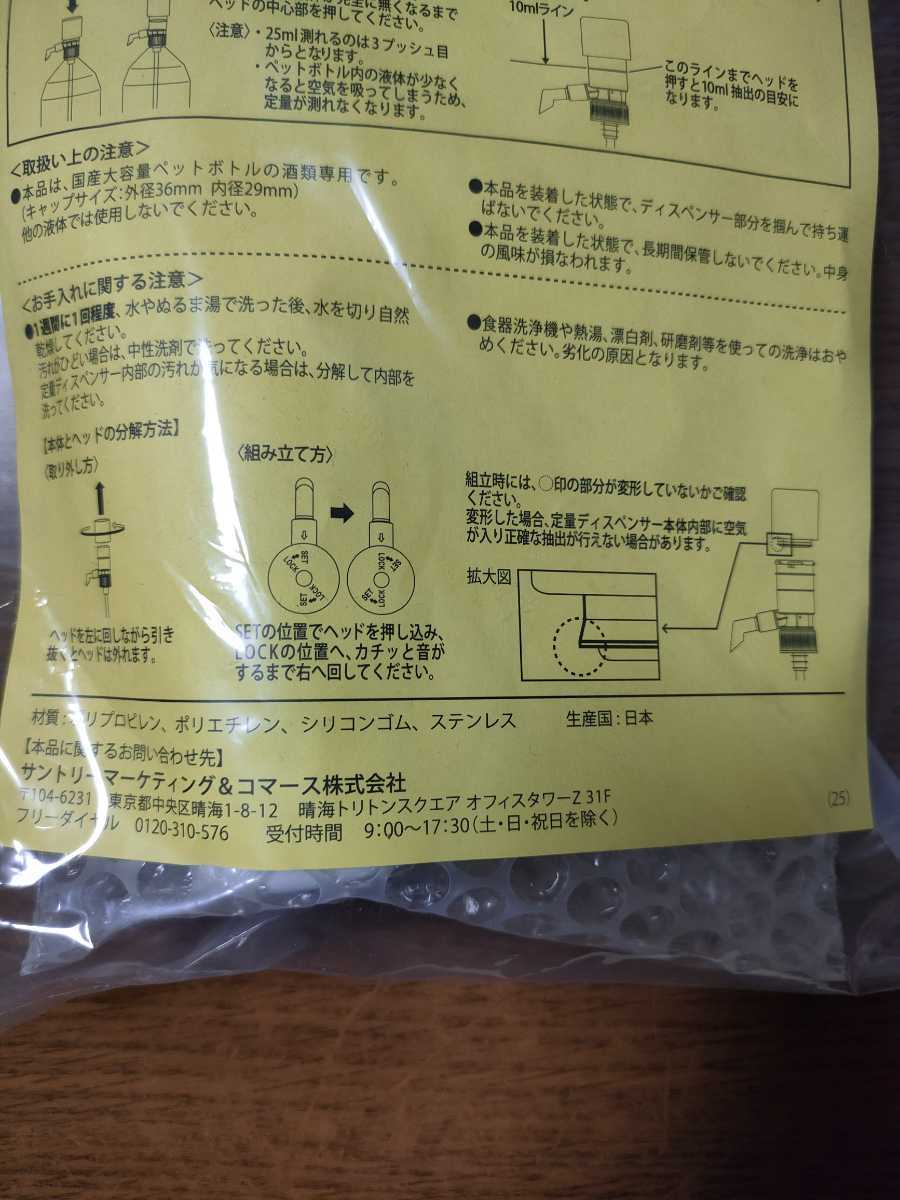 ヘッドの中心部を押してください。
〈注意〉・25ml測れるのは3プッシュ目
からとなります。
・ペットボトル内の液体が少なく
なると空気を吸ってしまうため、
定量が測れなくなります。
10mlライン
このラインまでヘッドを
押すと10ml抽出の目安に
なります。
＜取扱い上の注意＞
●本品は、国産大容量ペットボトルの酒類専用です。
(キャップサイズ:外径36mm 内径29mm)
他の液体では使用しないでください。
●本品を装着した状態で、ディスペンサー部分を掴んで持ち運
ばないでください。
●本品を装着した状態で、長期間保管しないでください。中身
の風味が損なわれます。
＜お手入れに関する注意＞
●1週間に1回程度、水やぬるま湯で洗った後、水を切り自然
乾燥してください。
汚れがひどい場合は、中性洗剤で洗ってください。
定量ディスペンサー内部の汚れが気になる場合は、分解して内部を
洗ってください。
●食器洗浄機や熱湯、漂白剤、研磨剤等を使っての洗浄はおや
めください。劣化の原因となります。
【本体とヘッドの分解方法】
〈取り外し方〉
ヘッドを左に回しながら引き
抜くとヘッドは外れます。
〈組み立て方〉
SET LOCK
LOCK SET
LOCK SET
SET LOCK
SETの位置でヘッドを押し込み、
LOCKの位置へ、カチッと音が
するまで右へ回してください。
組立時には、○印の部分が変形していないかご確認
ください。
変形した場合、定量ディスペンサー本体内部に空気
が入り正確な抽出が行えない場合があります。
拡大図
材質:ポリプロピレン、ポリエチレン、シリコンゴム、ステンレス 生産国:日本
【本品に関するお問い合わせ先】
サントリーマーケティング＆コマース株式会社
〒104-6231 東京都中央区晴海1-8-12 晴海トリトンスクエア オフィスタワーZ 31F
フリーダイヤル 0120-310-576 受付時間 9:00〜17:30(土・日・祝日を除く)
(25)